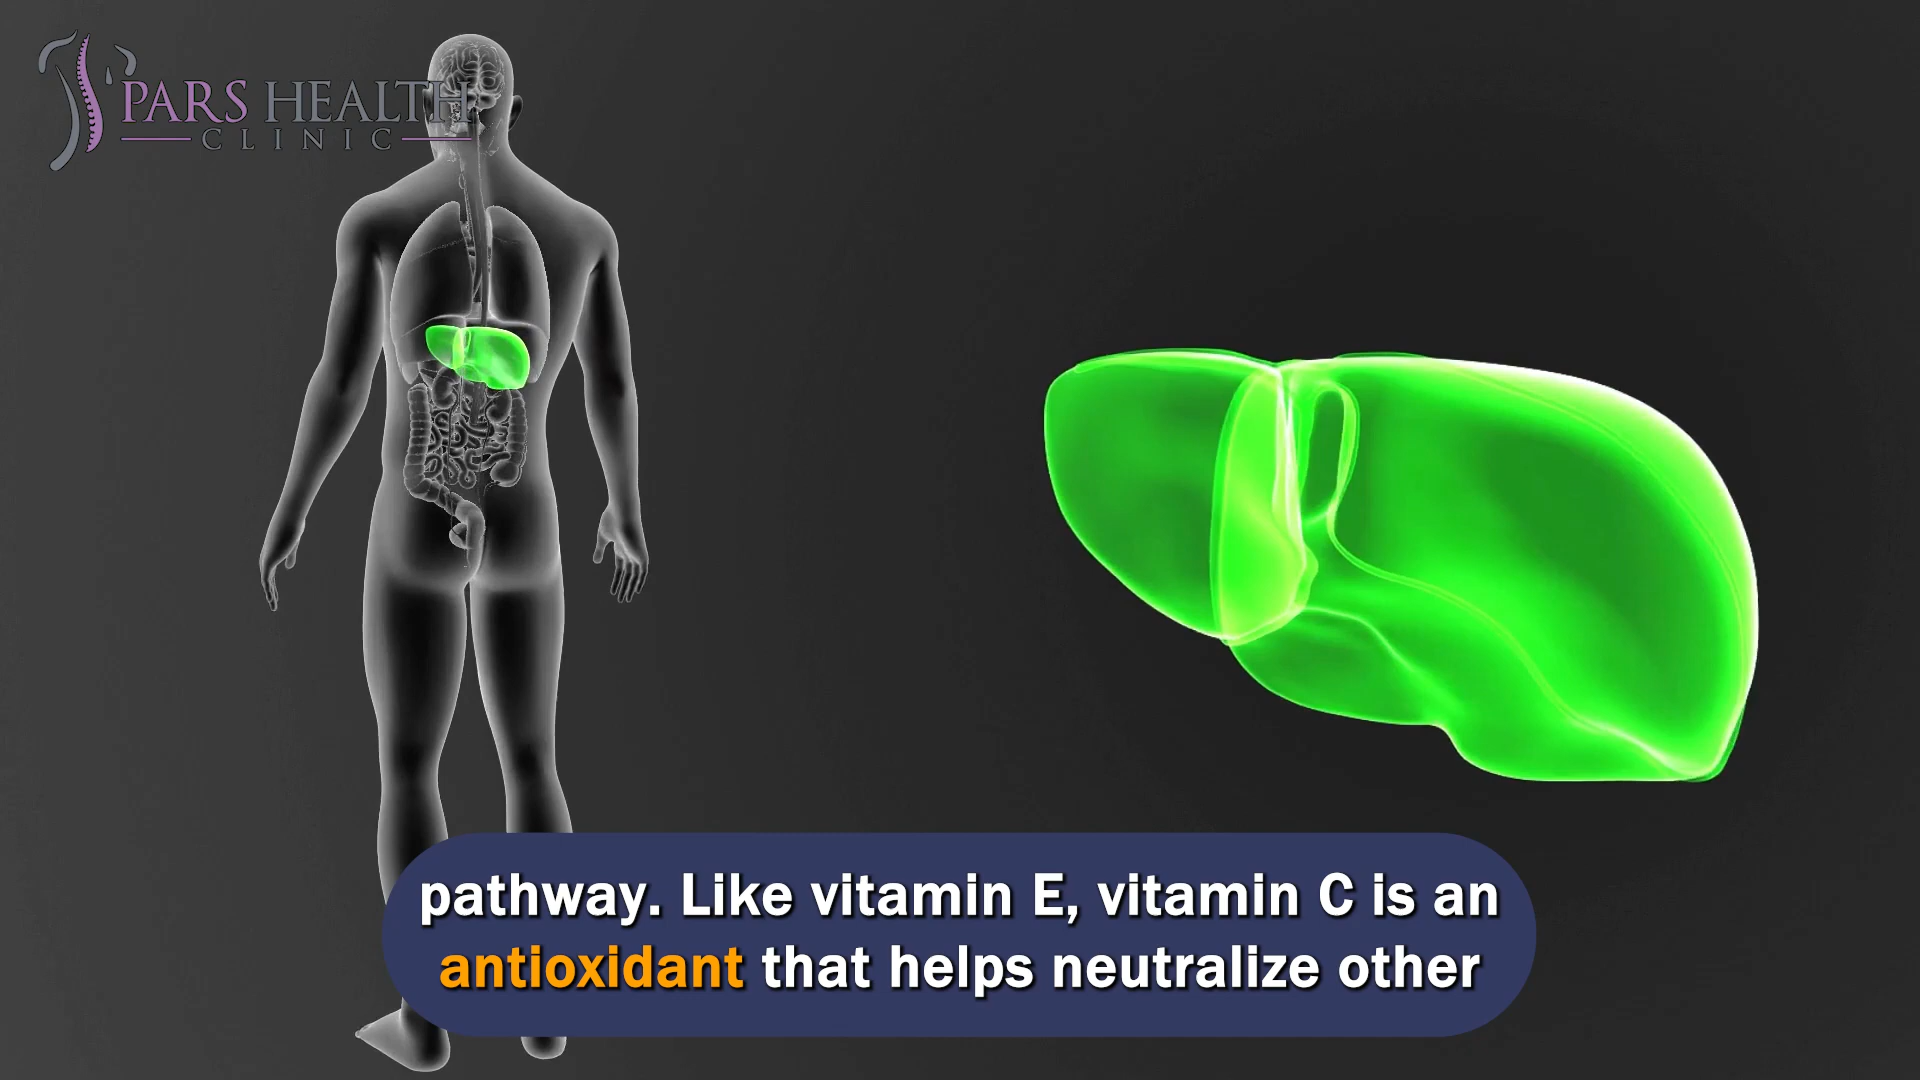 PARS HEALTH
CLINIC
pathway. Like vitamin E, vitamin C is an
antioxidant that helps neutralize other